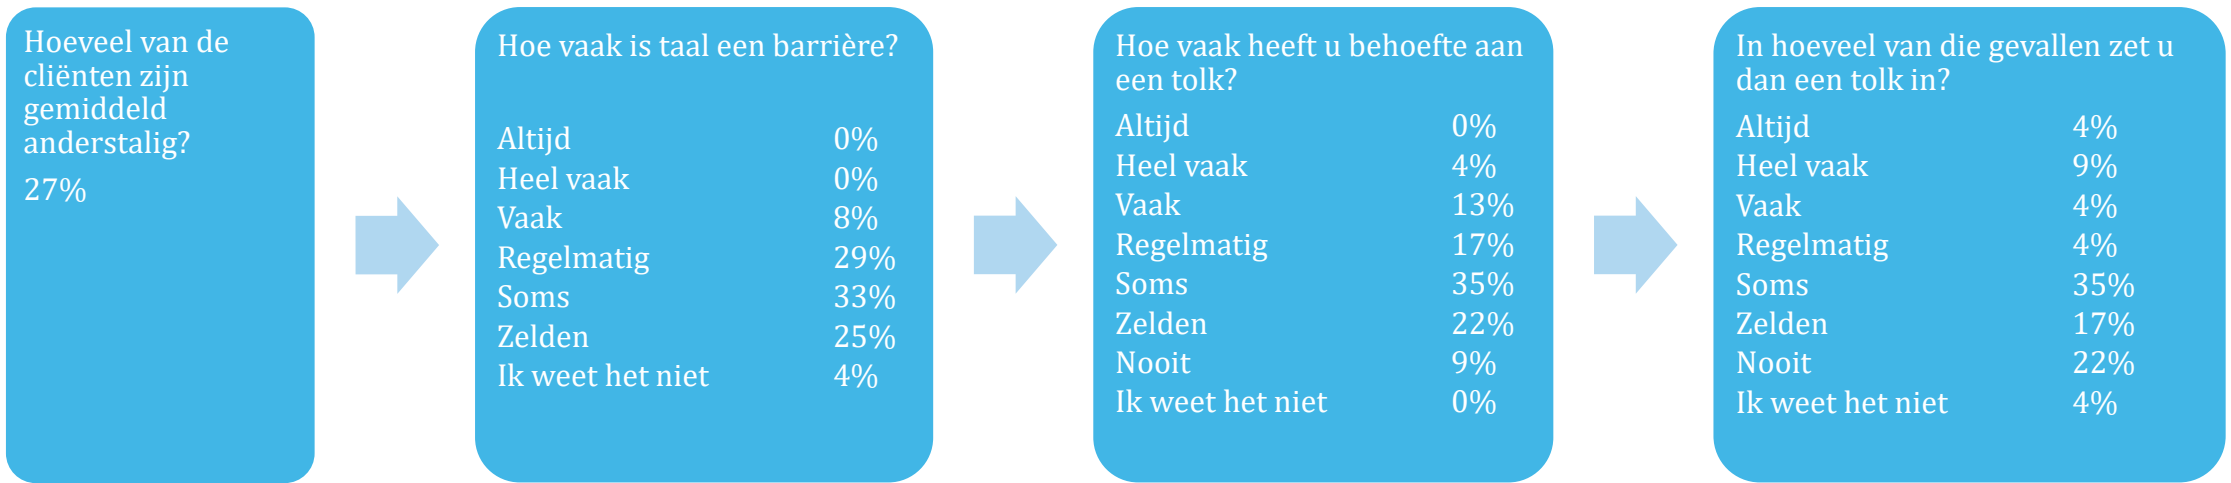 Hoeveel van de
cliënten zijn
gemiddeld
anderstalig?
27%
Hoe vaak is taal een barrière?
Altijd 0%
Heel vaak 0%
Vaak 8%
Regelmatig 29%
Soms 33%
Zelden 25%
Ik weet het niet 4%
Hoe vaak heeft u behoefte aan
een tolk?
Altijd 0%
Heel vaak 4%
Vaak 13%
Regelmatig 17%
Soms 35%
Zelden 22%
Nooit 9%
Ik weet het niet 0%
In hoeveel van die gevallen zet u
dan een tolk in?
Altijd 4%
Heel vaak 9%
Vaak 4%
Regelmatig 4%
Soms 35%
Zelden 17%
Nooit 22%
Ik weet het niet 4%